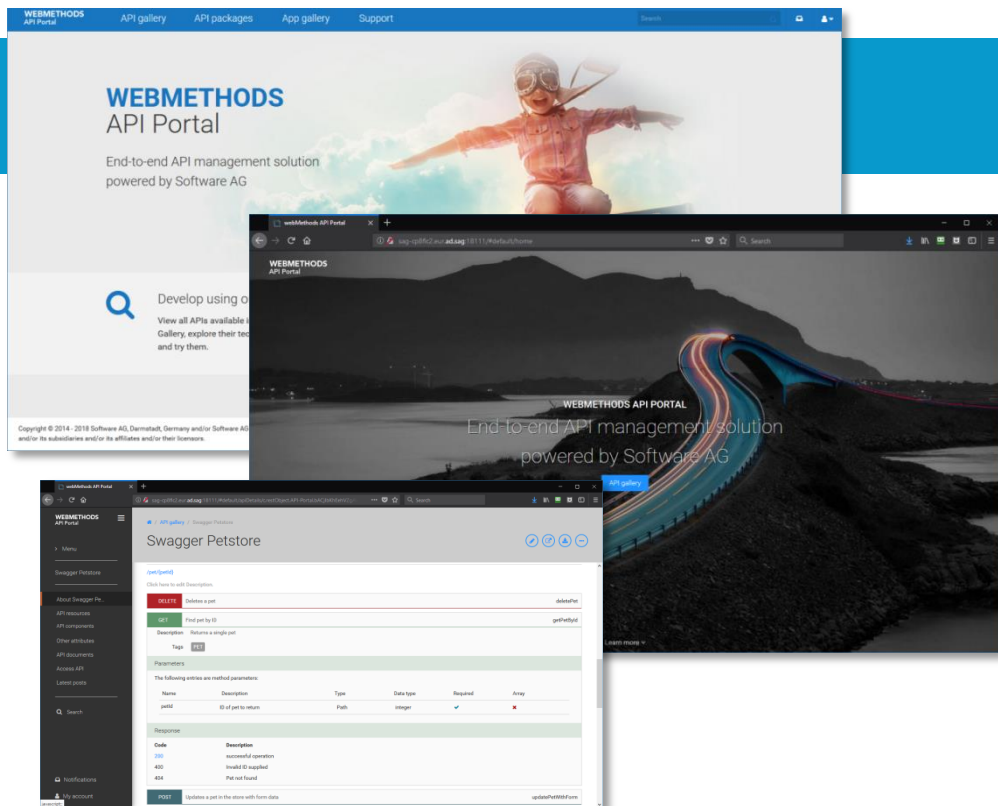 WEBMETHODS
API Portal
API gallery
API packages
App gallery
Support
Search
WEBMETHODS
API Portal
End-to-end API management solution
powered by Software AG
Develop using o
View all APIs available i
Gallery, explore their tec
and try them.
Copyright © 2014 - 2018 Software AG, Darmstadt, Germany and/or Software AG
and/or its subsidiaries and/or its affiliates and/or their licensors.
webMethods API Portal
Search
WEBMETHODS
API Portal
WEBMETHODS API PORTAL
End-to-end API management solution
powered by Software AG
API gallery
Learn more
webMethods API Portal
Search
WEBMETHODS
API Portal
Menu
Swagger Petstore
About Swagger Pe...
API resources
API components
Other attributes
API documents
Access API
Latest posts
Search
Notifications
My account
API gallery / Swagger Petstore
Swagger Petstore
/pet/{petId}
Click here to edit Description.
DELETE Deletes a pet deletePet
GET Find pet by ID getPetById
Description Returns a single pet
Tags PET
Parameters
The following entries are method parameters:
Name Description Type Data type Required Array
petId ID of pet to return Path integer
Response
Code Description
200 successful operation
400 Invalid ID supplied
404 Pet not found
POST Updates a pet in the store with form data updatePetWithForm